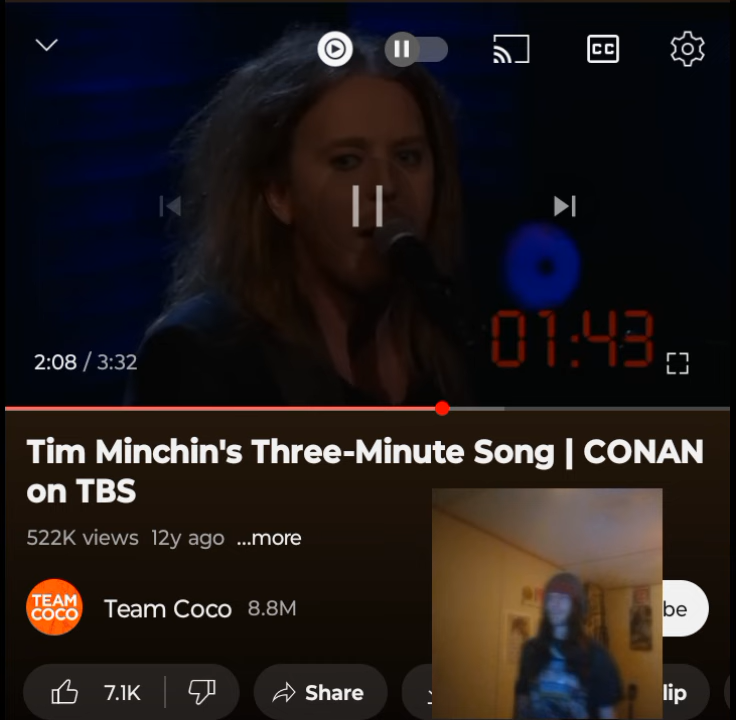 CC
01:43
2:08 / 3:32
Tim Minchin's Three-Minute Song | CONAN
on TBS
522K views 12y ago ...more
TEAM
COCO
Team Coco 8.8M
be
7.1K Share lip